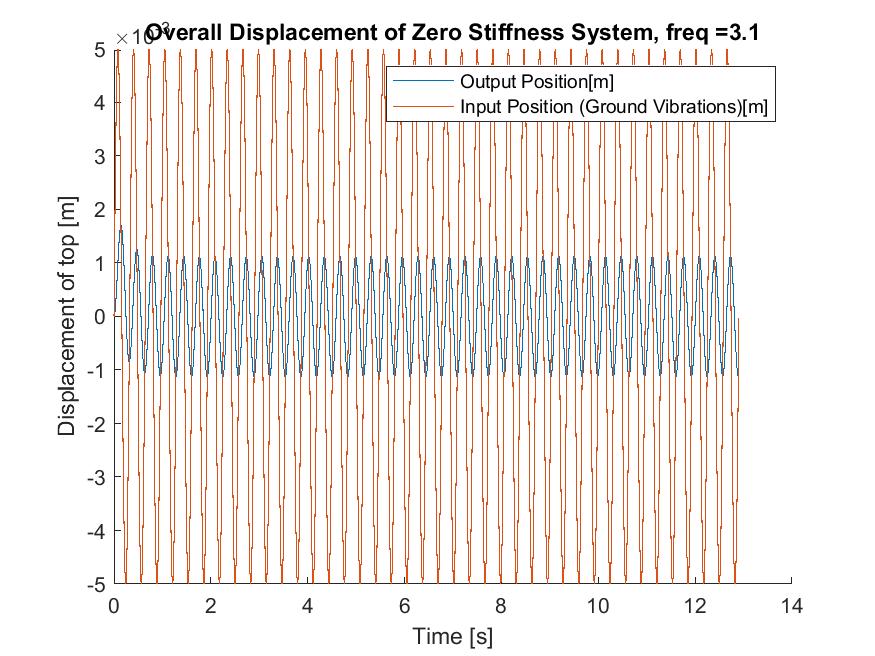 ×10-3
Overall Displacement of Zero Stiffness System, freq =3.1
Output Position[m]
Input Position (Ground Vibrations)[m]
Displacement of top [m]
5
4
3
2
1
0
-1
-2
-3
-4
-5
0 2 4 6 8 10 12 14
Time [s]